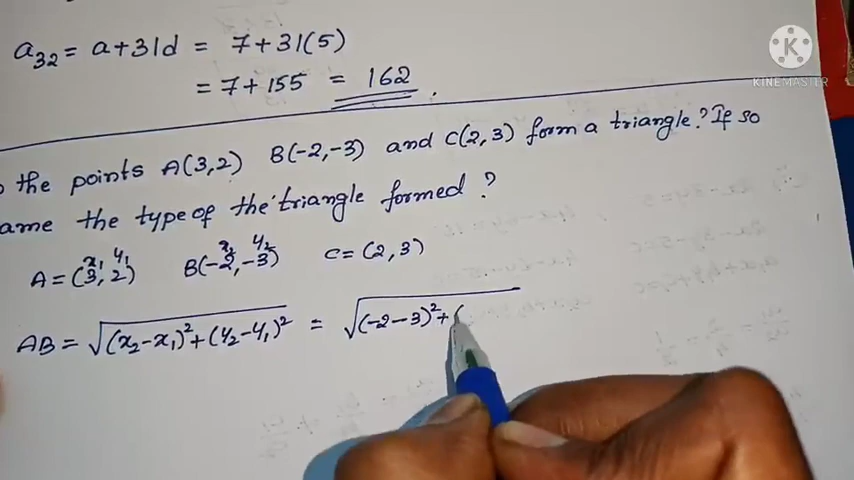 a₃₂ = a+31d = 7+31(5)
= 7+155 = 162.
KINEMASTER
the points A(3,2) B(-2,-3) and C(2,3) form a triangle? If so
ame the type of the triangle formed?
x₁ y₁ x₂ y₂
A=(3,2) B(-2,-3) C=(2,3)
AB = √(x₂-x₁)²+(y₂-y₁)² = √(-2-3)²+(